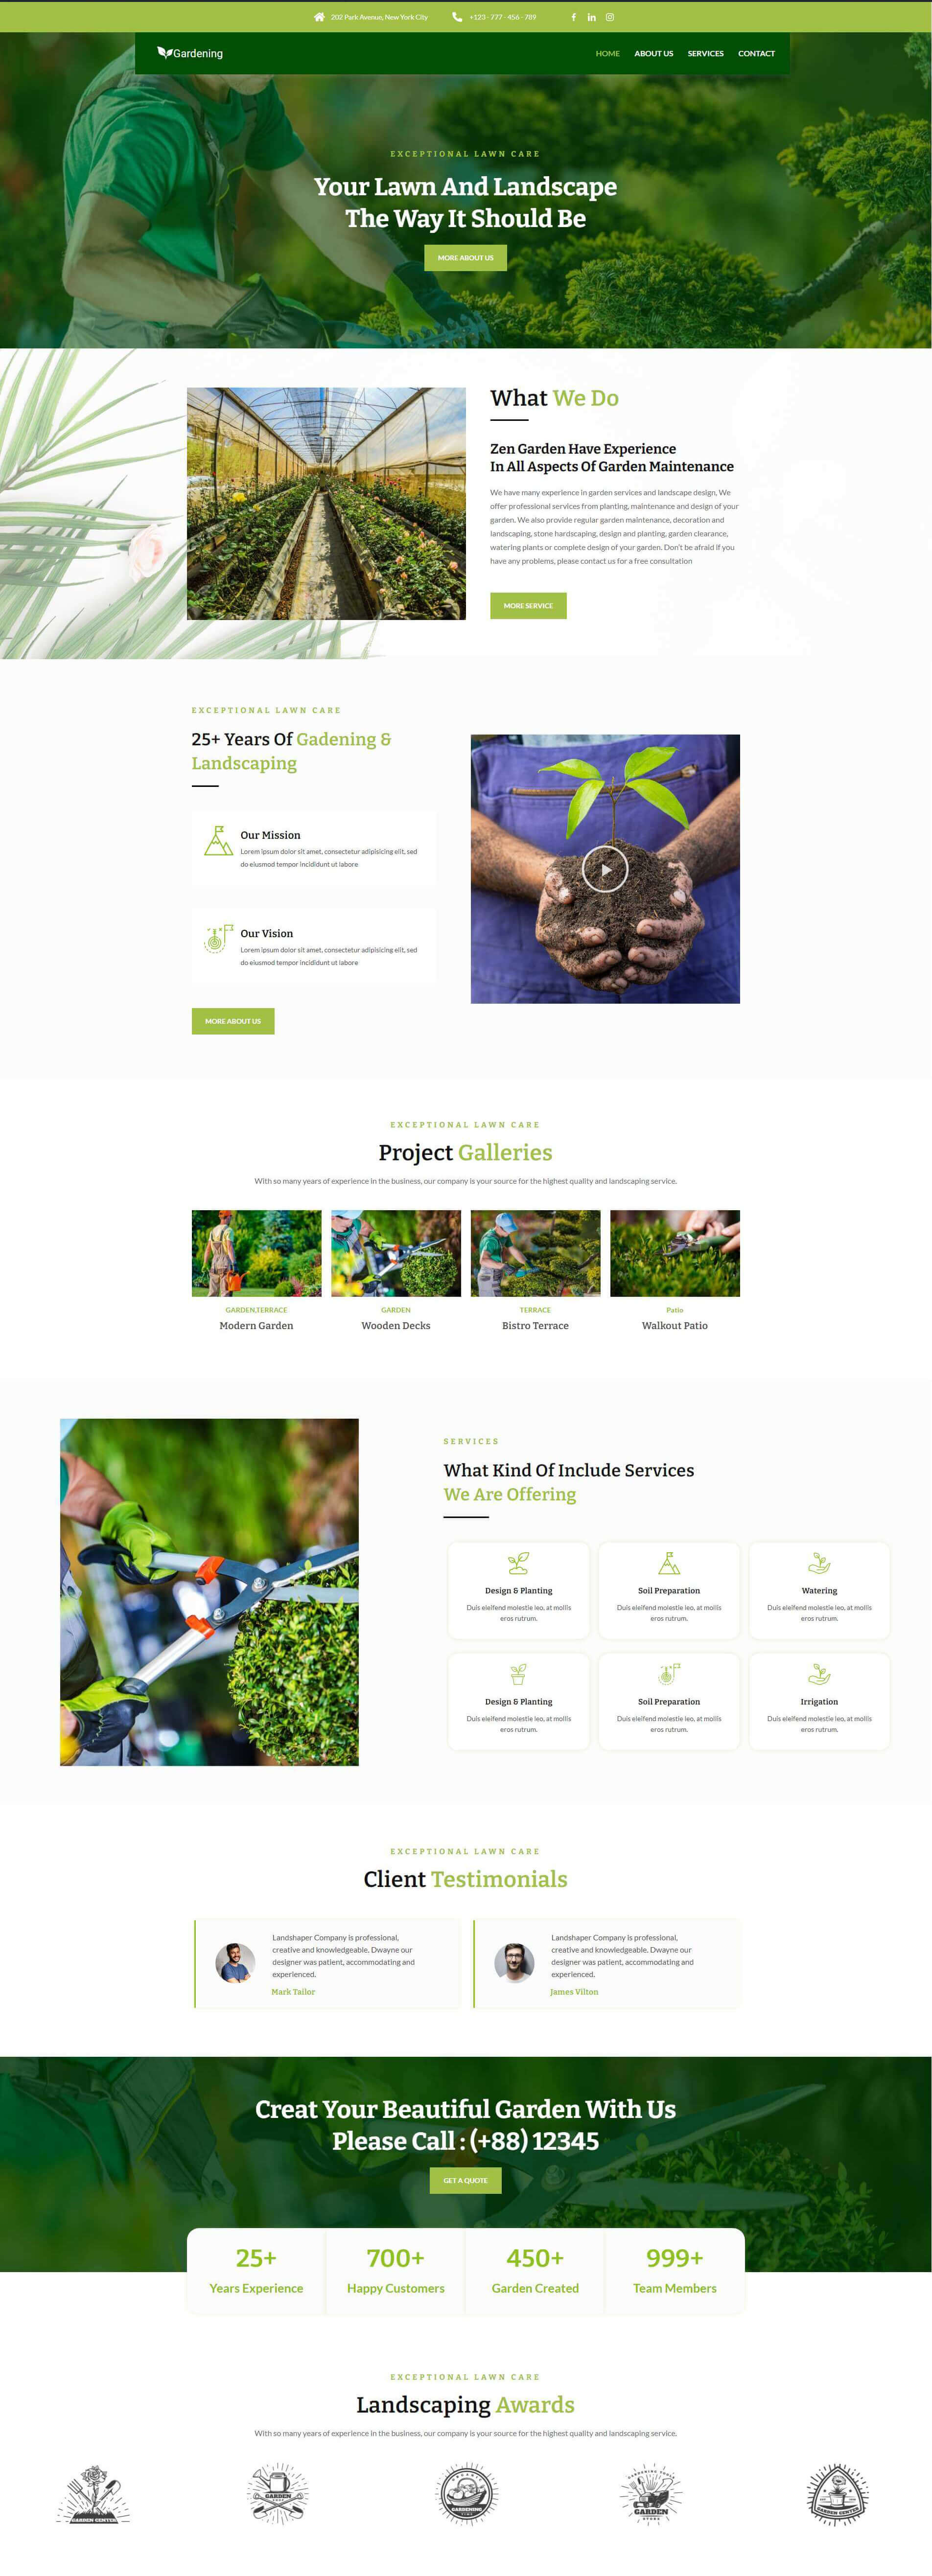 202 Park Avenue, New York City
+123 - 777 - 456 - 789
Gardening
HOME
ABOUT US
SERVICES
CONTACT
EXCEPTIONAL LAWN CARE
Your Lawn And Landscape
The Way It Should Be
MORE ABOUT US
What We Do
Zen Garden Have Experience
In All Aspects Of Garden Maintenance
We have many experience in garden services and landscape design, We
offer professional services from planting, maintenance and design of your
garden. We also provide regular garden maintenance, decoration and
landscaping, stone hardscaping, design and planting, garden clearance,
watering plants or complete design of your garden. Don't be afraid if you
have any problems, please contact us for a free consultation
MORE SERVICE
EXCEPTIONAL LAWN CARE
25+ Years Of Gadening &
Landscaping
Our Mission
Lorem ipsum dolor sit amet, consectetur adipisicing elit, sed
do eiusmod tempor incididunt ut labore
Our Vision
Lorem ipsum dolor sit amet, consectetur adipisicing elit, sed
do eiusmod tempor incididunt ut labore
MORE ABOUT US
EXCEPTIONAL LAWN CARE
Project Galleries
With so many years of experience in the business, our company is your source for the highest quality and landscaping service.
GARDEN,TERRACE
Modern Garden
GARDEN
Wooden Decks
TERRACE
Bistro Terrace
Patio
Walkout Patio
SERVICES
What Kind Of Include Services
We Are Offering
Design & Planting
Duis eleifend molestie leo, at mollis
eros rutrum.
Soil Preparation
Duis eleifend molestie leo, at mollis
eros rutrum.
Watering
Duis eleifend molestie leo, at mollis
eros rutrum.
Design & Planting
Duis eleifend molestie leo, at mollis
eros rutrum.
Soil Preparation
Duis eleifend molestie leo, at mollis
eros rutrum.
Irrigation
Duis eleifend molestie leo, at mollis
eros rutrum.
EXCEPTIONAL LAWN CARE
Client Testimonials
Landshaper Company is professional,
creative and knowledgeable. Dwayne our
designer was patient, accommodating and
experienced.
Mark Tailor
Landshaper Company is professional,
creative and knowledgeable. Dwayne our
designer was patient, accommodating and
experienced.
James Vilton
Creat Your Beautiful Garden With Us
Please Call : (+88) 12345
GET A QUOTE
25+
Years Experience
700+
Happy Customers
450+
Garden Created
999+
Team Members
EXCEPTIONAL LAWN CARE
Landscaping Awards
With so many years of experience in the business, our company is your source for the highest quality and landscaping service.
GARDEN CENTER
GARDEN
GARDENING
GARDEN
STORE
GARDEN CENTER